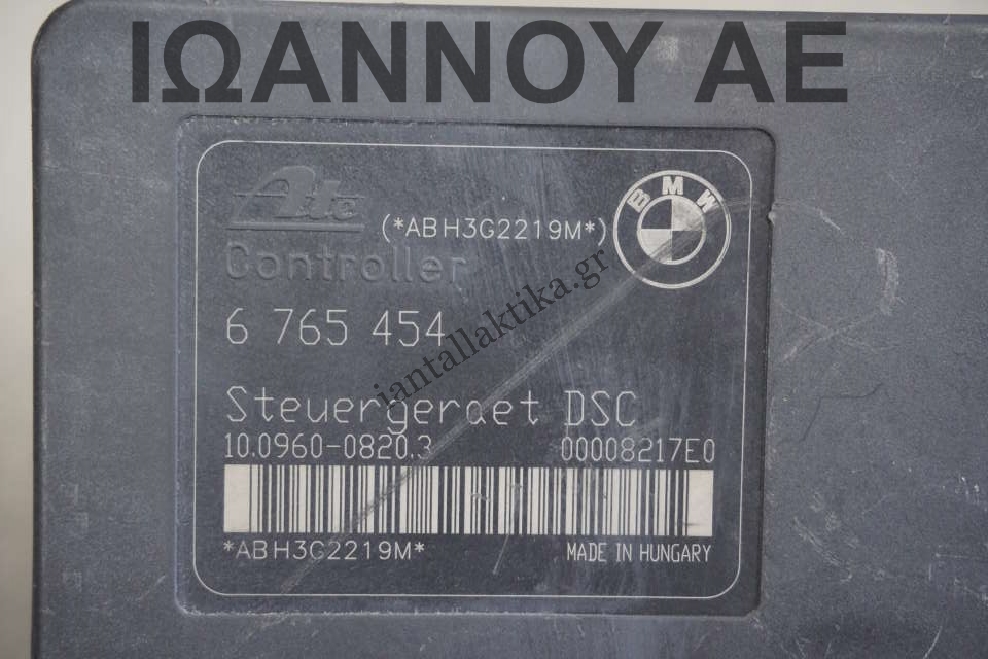 ΙΩΑΝΝΟΥ ΑΕ
Ate
(*ABH3G2219M*)
BMW
Controller
6 765 454
iantallaktika.gr
Steuergeraet DSC
10.0960-0820.3 00008217E0
*ABH3G2219M* MADE IN HUNGARY